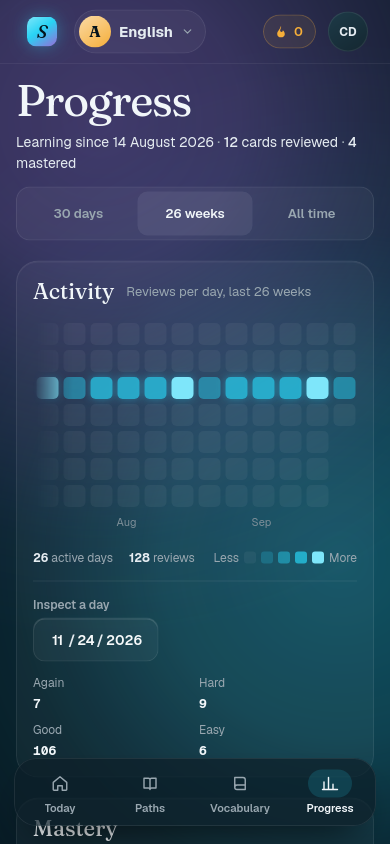 S
A English
0
CD
Progress
Learning since 14 August 2026 · 12 cards reviewed · 4
mastered
30 days 26 weeks All time
Activity Reviews per day, last 26 weeks
Aug Sep
26 active days 128 reviews Less More
Inspect a day
11 / 24 / 2026
Again Hard
7 9
Good Easy
106 6
Today Paths Vocabulary Progress
Mastery